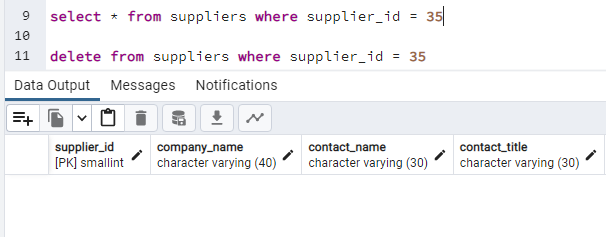 9 select * from suppliers where supplier_id = 35
10
11 delete from suppliers where supplier_id = 35
Data Output Messages Notifications
supplier_id company_name contact_name contact_title
[PK] smallint character varying (40) character varying (30) character varying (30)